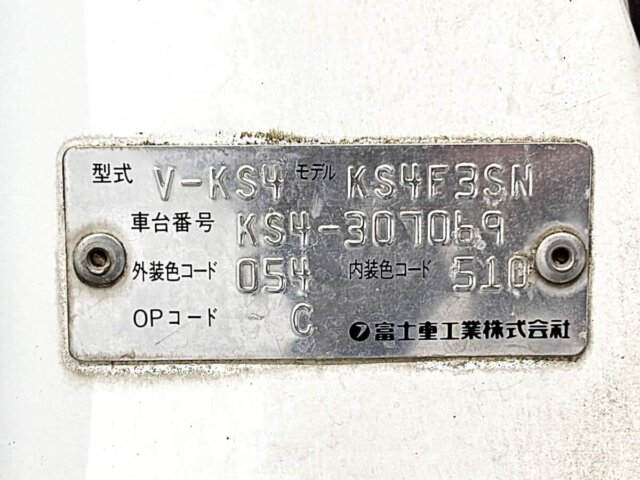 型式 V-KS4 モデル KS4F3SN
車台番号 KS4-307069
外装色コード 054 内装色コード 510
OPコード C フ 富士重工業株式会社